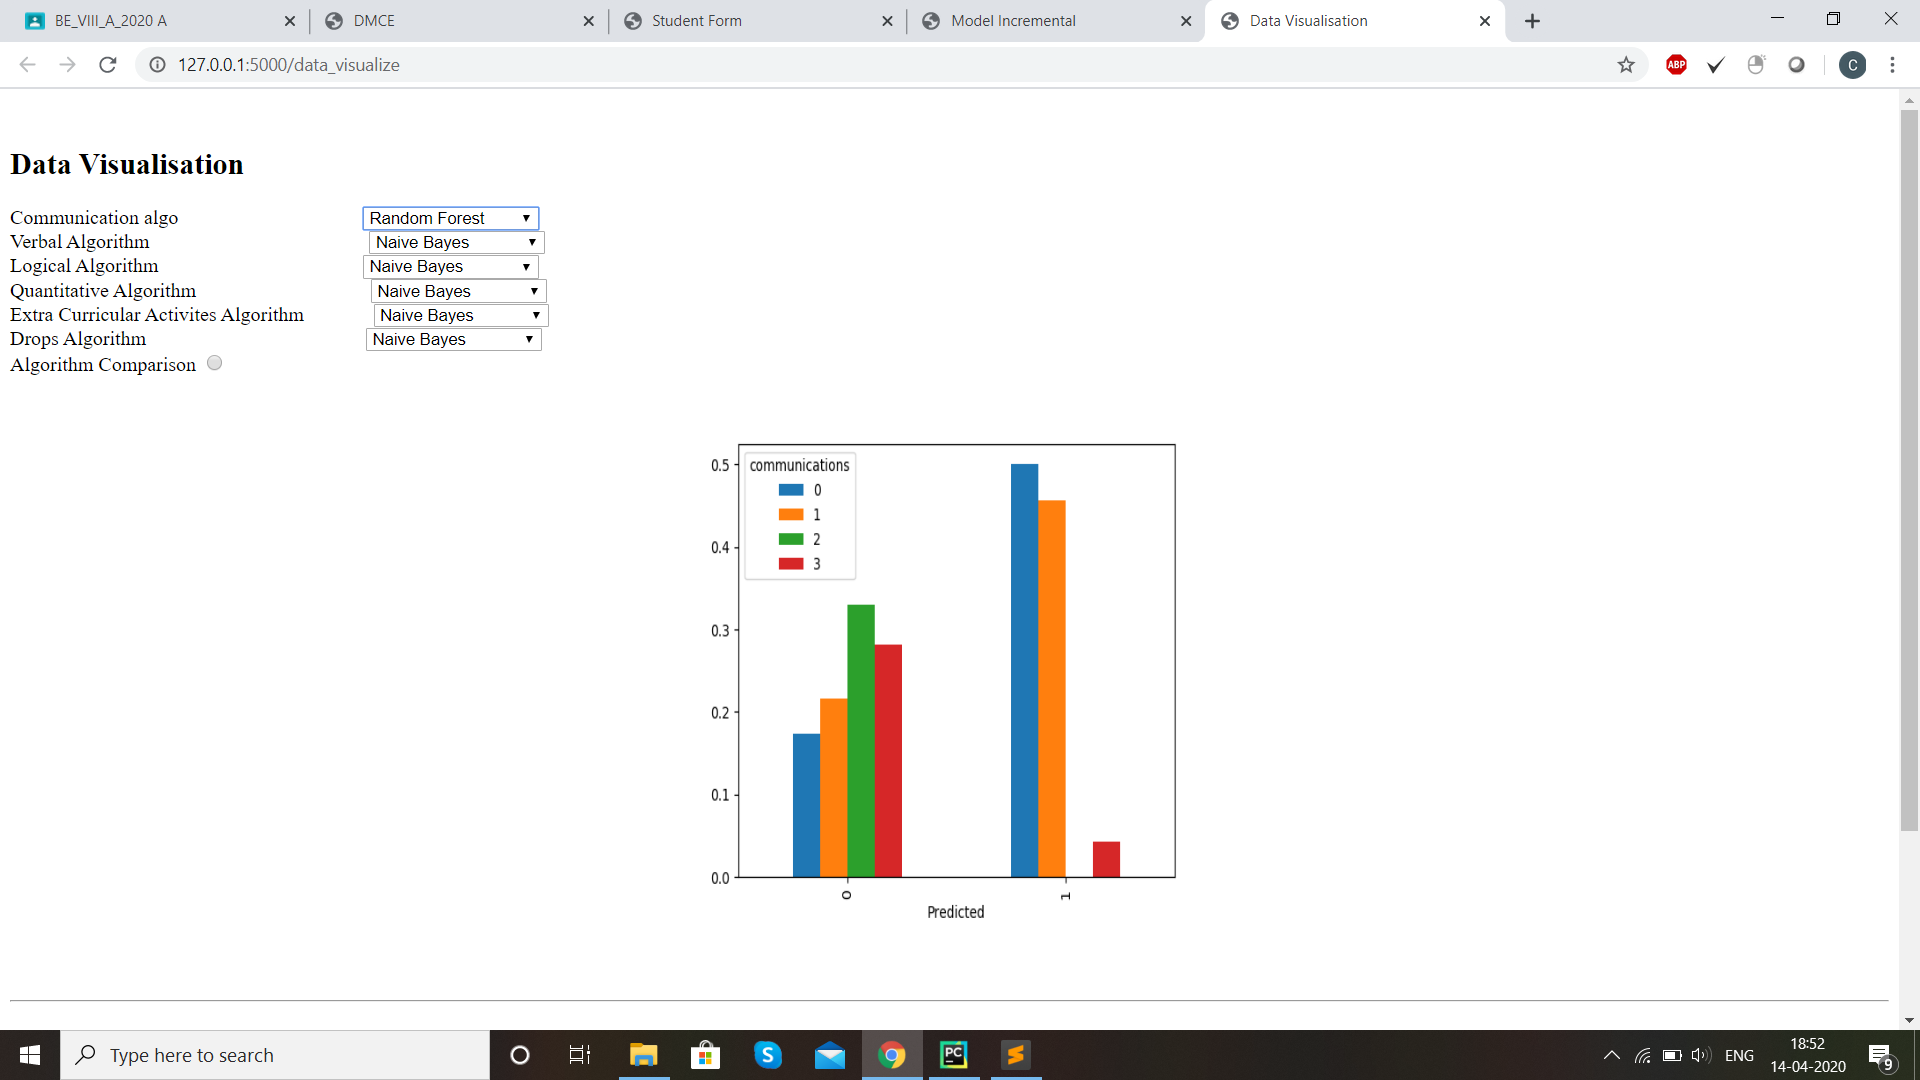 BE_VIII_A_2020 A
DMCE
Student Form
Model Incremental
Data Visualisation
127.0.0.1:5000/data_visualize
ABP
C
Data Visualisation
Communication algo Random Forest
Verbal Algorithm Naive Bayes
Logical Algorithm Naive Bayes
Quantitative Algorithm Naive Bayes
Extra Curricular Activites Algorithm Naive Bayes
Drops Algorithm Naive Bayes
Algorithm Comparison
communications
0
1
2
3
0.5
0.4
0.3
0.2
0.1
0.0
0
1
Predicted
Type here to search
S
PC
ENG
18:52
14-04-2020
9